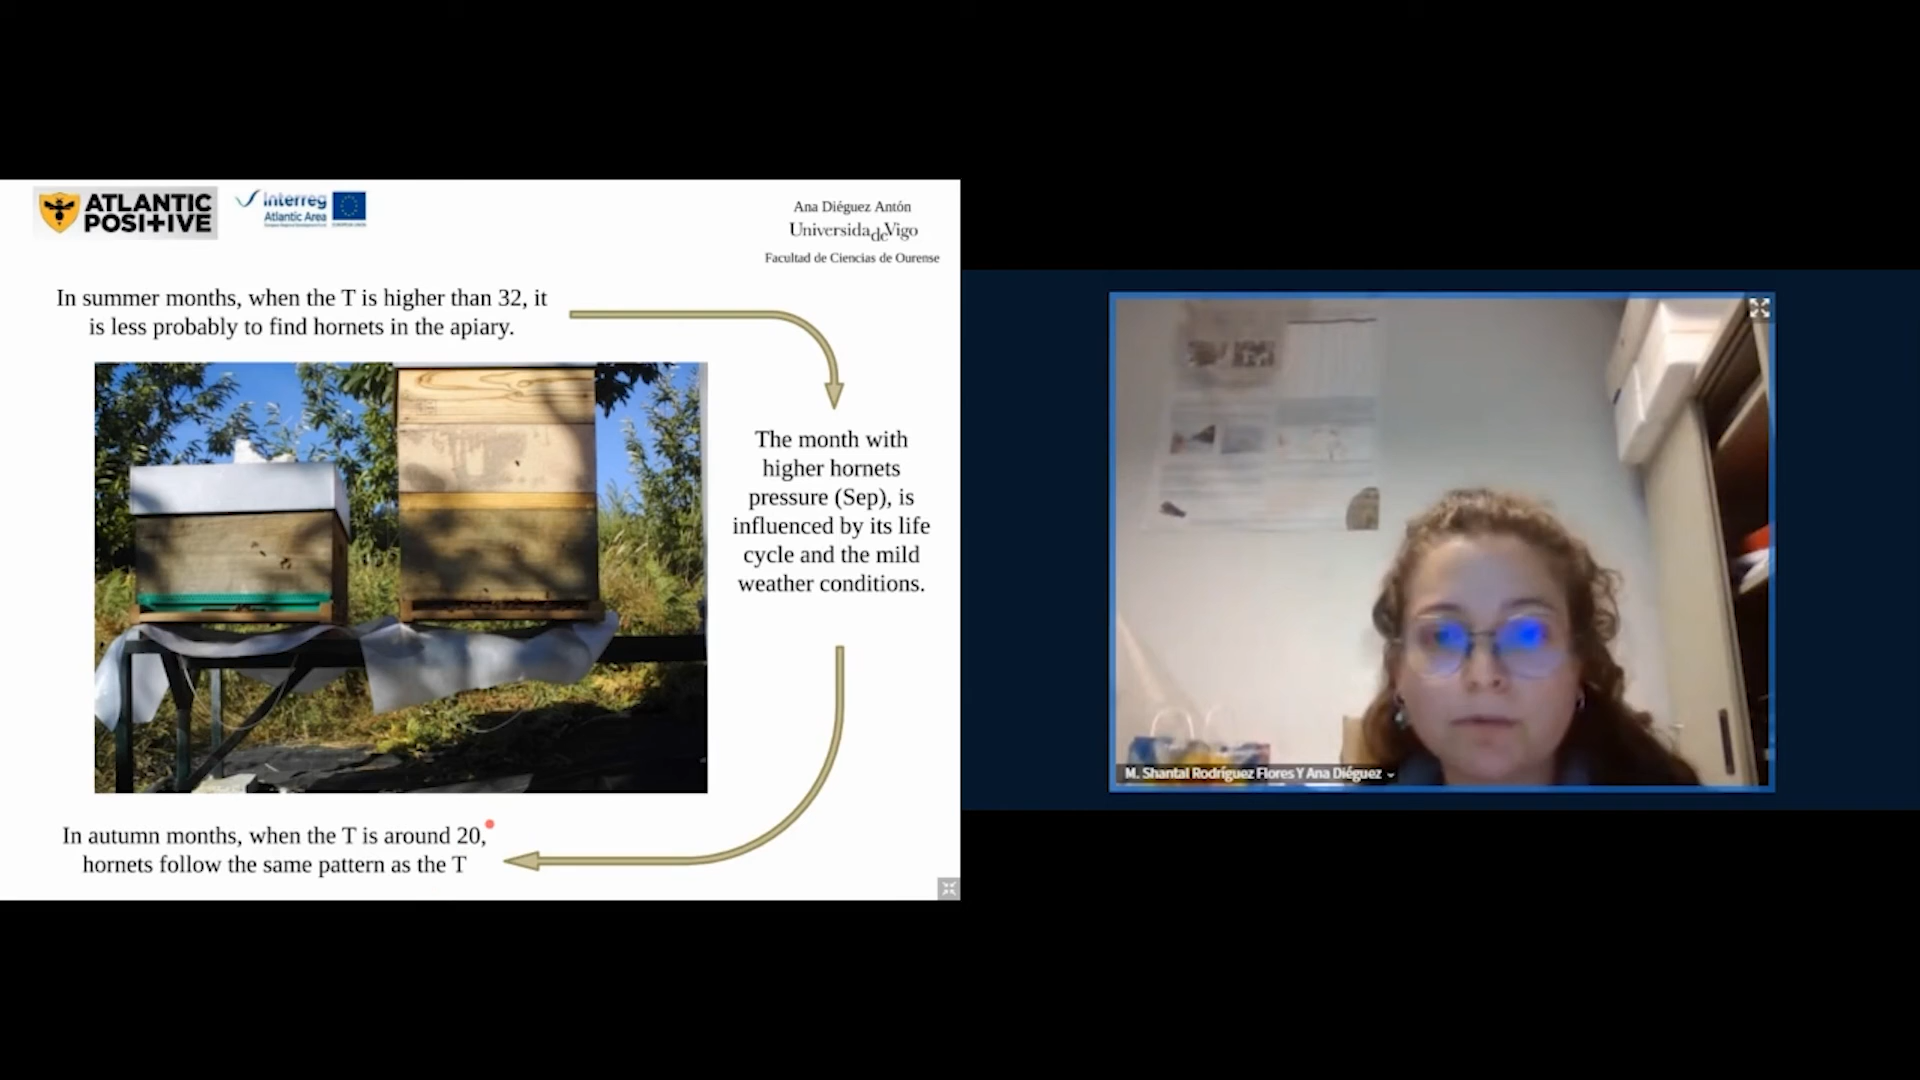 ATLANTIC
POSITIVE
Interreg
Atlantic Area
Ana Diéguez Antón
UniversidadeVigo
Facultad de Ciencias de Ourense
In summer months, when the T is higher than 32, it
is less probably to find hornets in the apiary.
The month with
higher hornets
pressure (Sep), is
influenced by its life
cycle and the mild
weather conditions.
In autumn months, when the T is around 20,
hornets follow the same pattern as the T
M. Shantal Rodríguez Flores Y Ana Diéguez